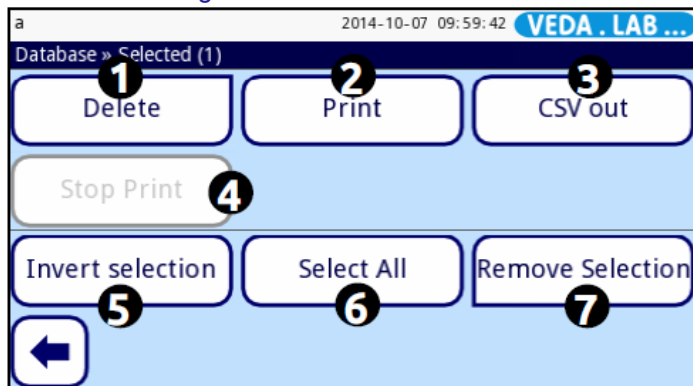 a 2014-10-07 09:59:42 VEDA . LAB ...
Database » Selected (1)
1 2 3
Delete Print CSV out
Stop Print 4
Invert selection Select All Remove Selection
5 6 7